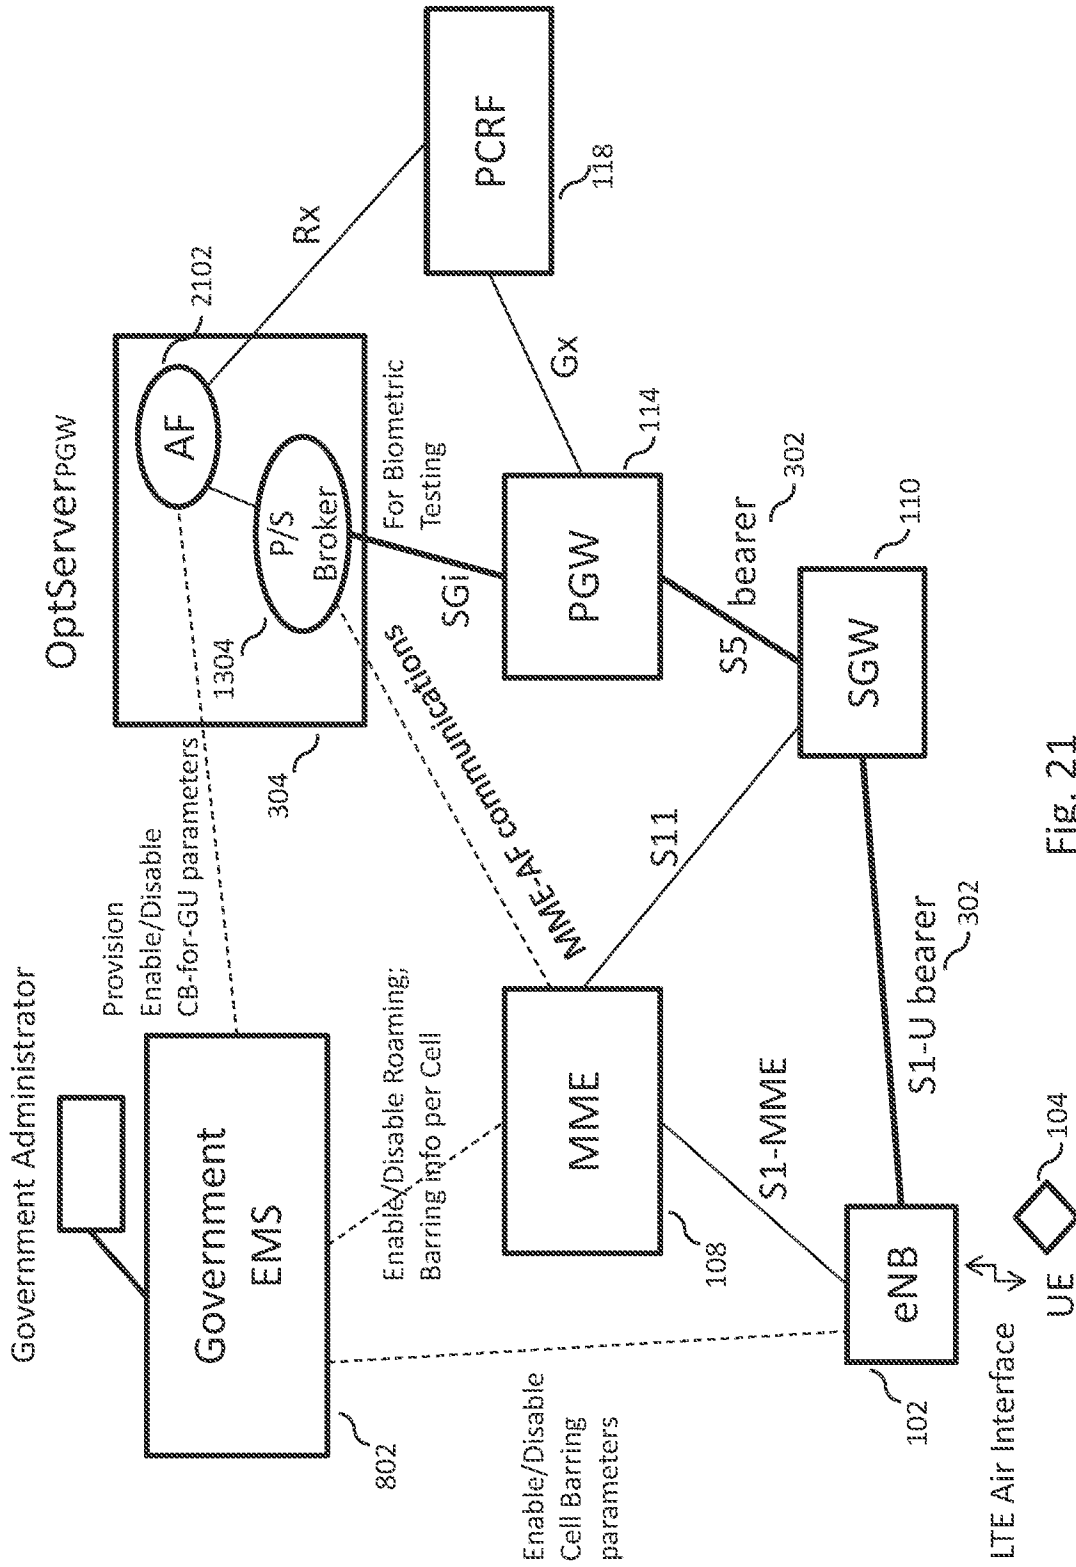 Government Administrator
Government
EMS
802
Provision
Enable/Disable
CB-for-GU parameters
OptServerPGW
AF
2102
P/S
Broker
1304
304
Rx
PCRF
118
For Biometric
Testing
SGi
Gx
MME-AF communications
Enable/Disable Roaming;
Barring info per Cell
MME
108
PGW
114
S11
S5
bearer
302
Enable/Disable
Cell Barring
parameters
S1-MME
SGW
110
eNB
102
S1-U bearer
302
LTE Air Interface
UE
104
Fig. 21